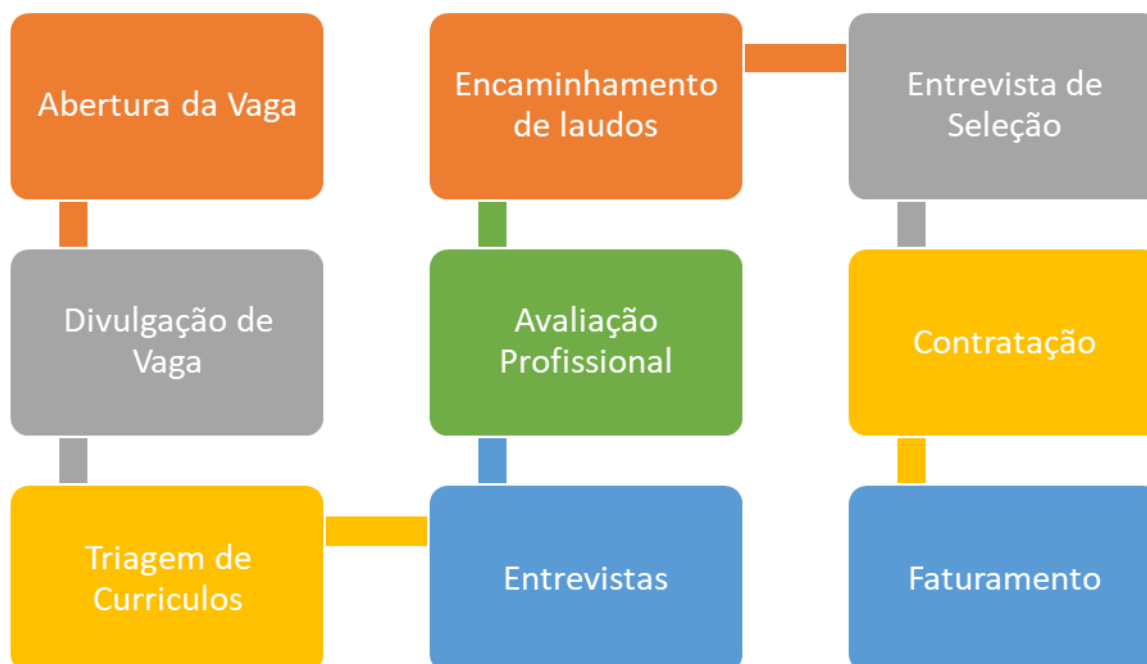 Abertura da Vaga
Divulgação de
Vaga
Triagem de
Curriculos
Entrevistas
Avaliação
Profissional
Encaminhamento
de laudos
Entrevista de
Seleção
Contratação
Faturamento